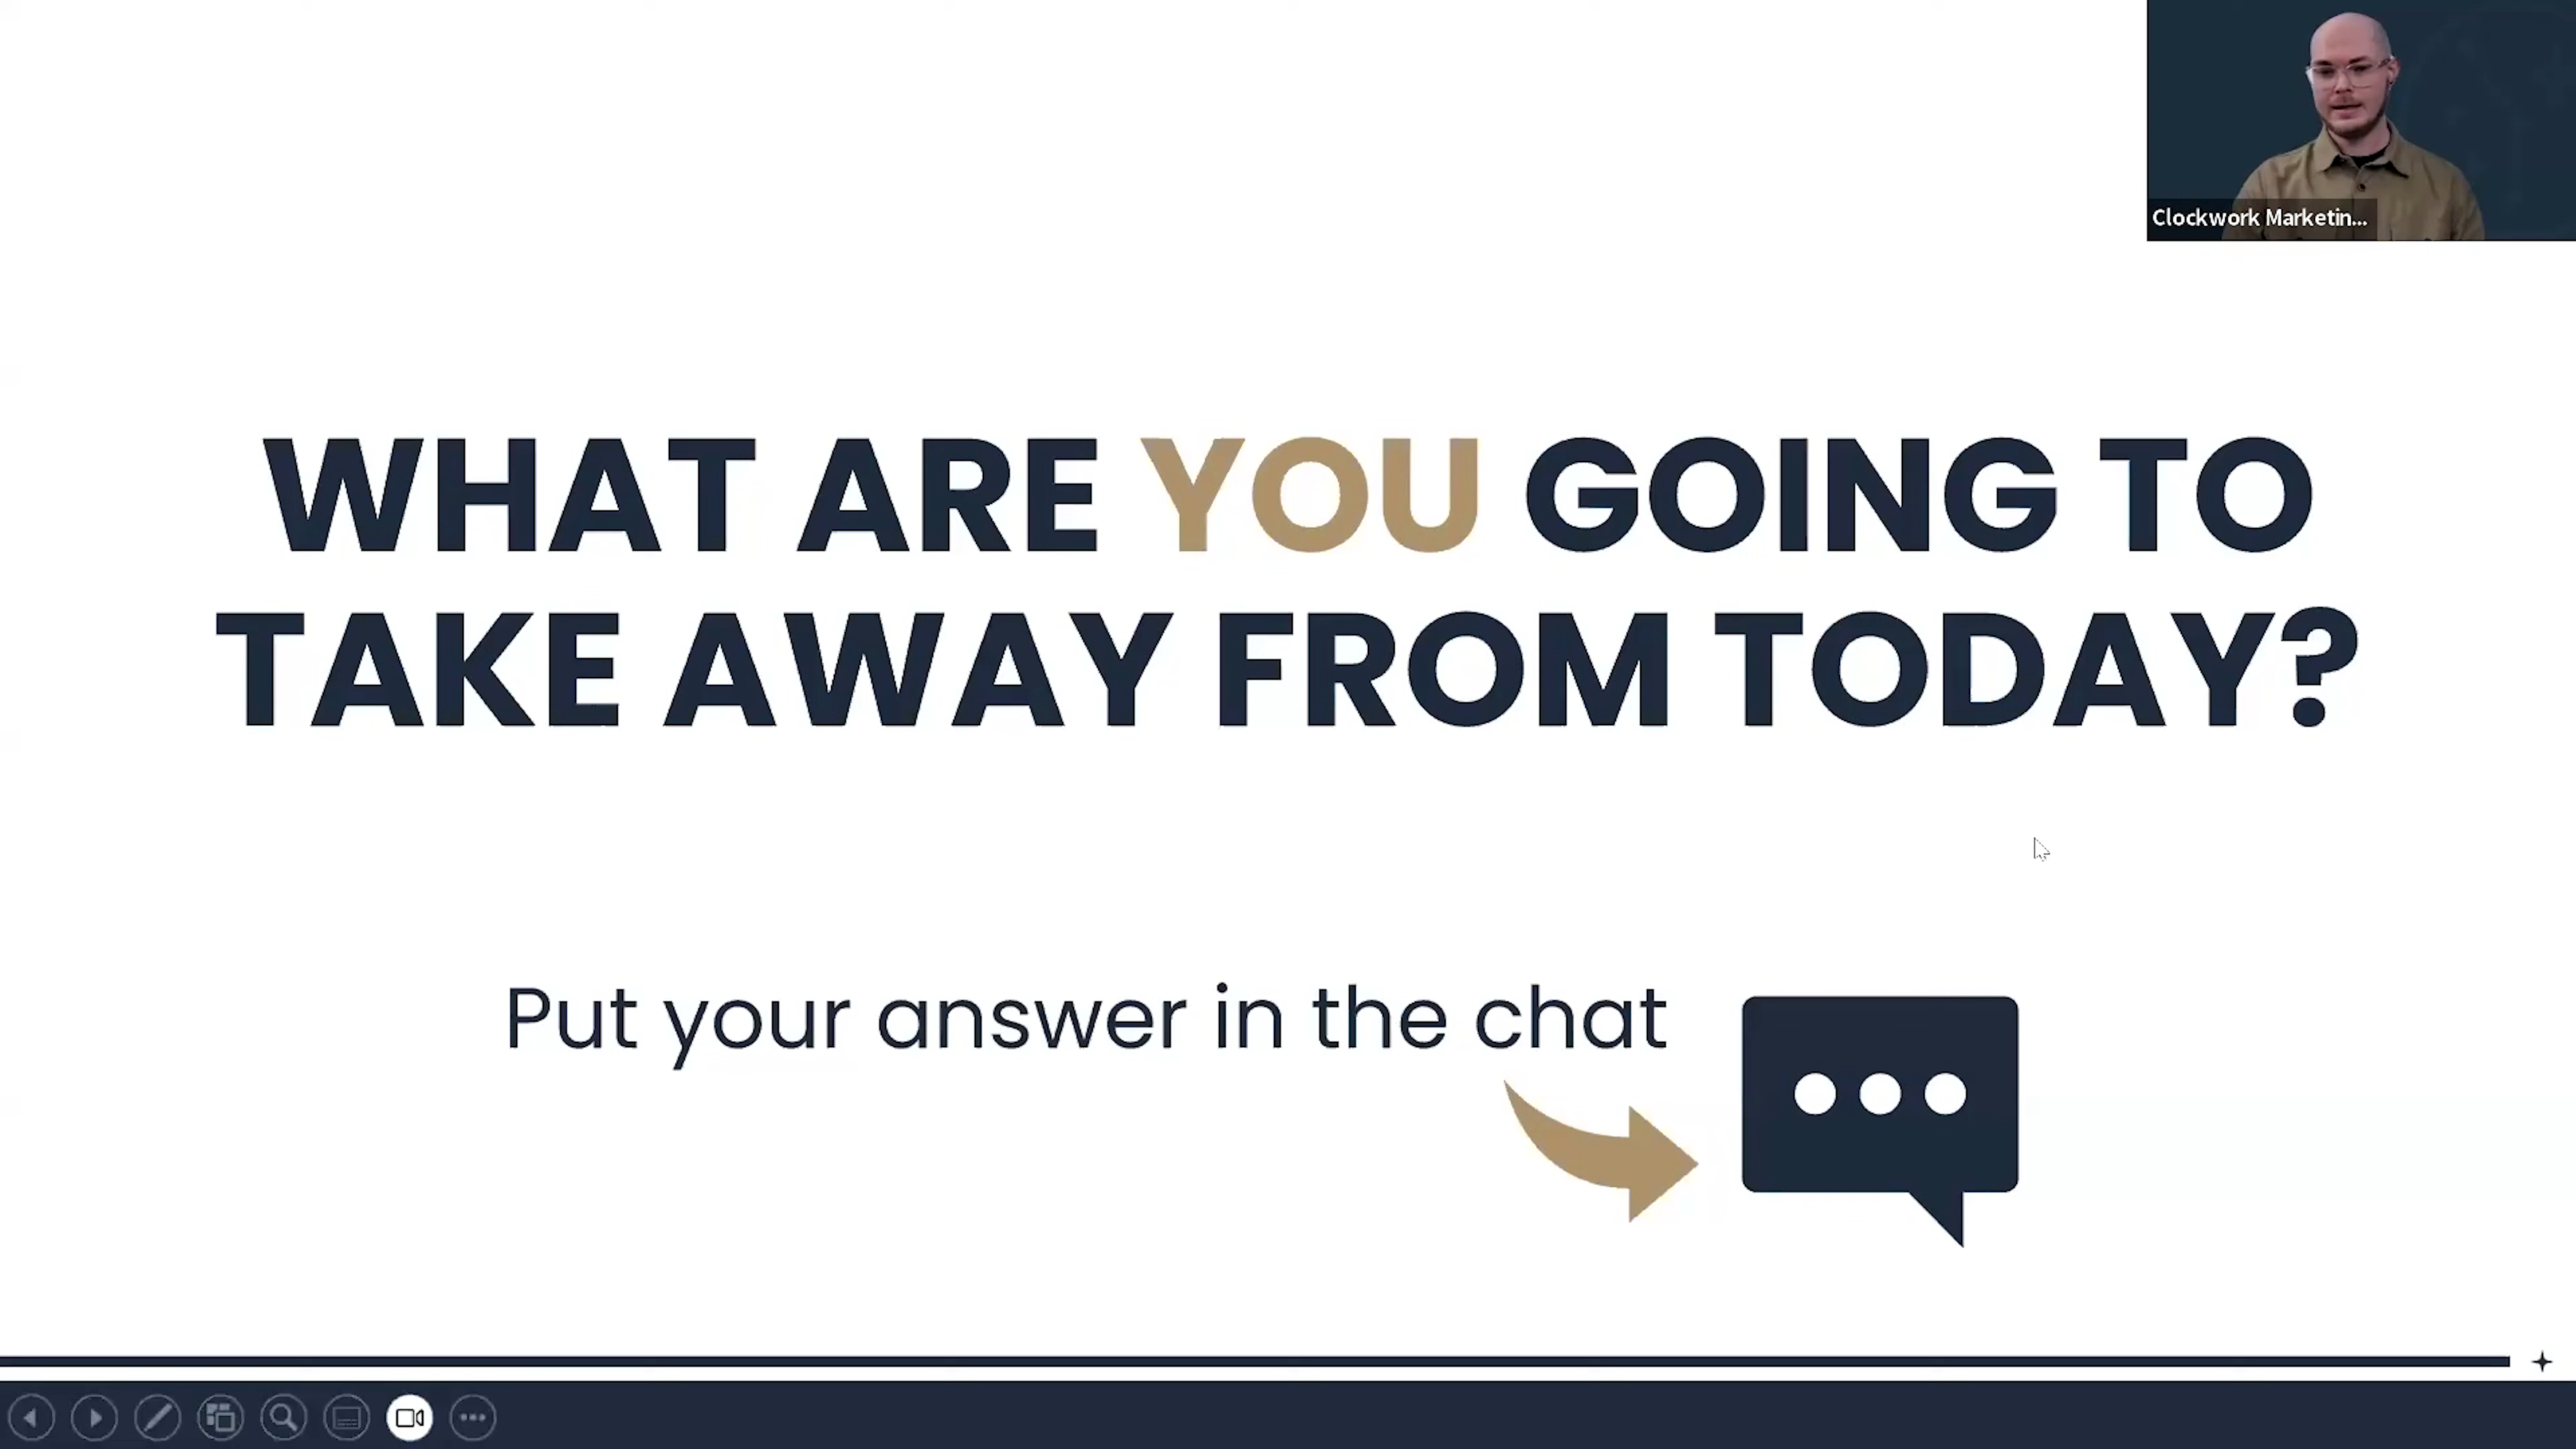 Clockwork Marketin...
WHAT ARE YOU GOING TO
TAKE AWAY FROM TODAY?
Put your answer in the chat